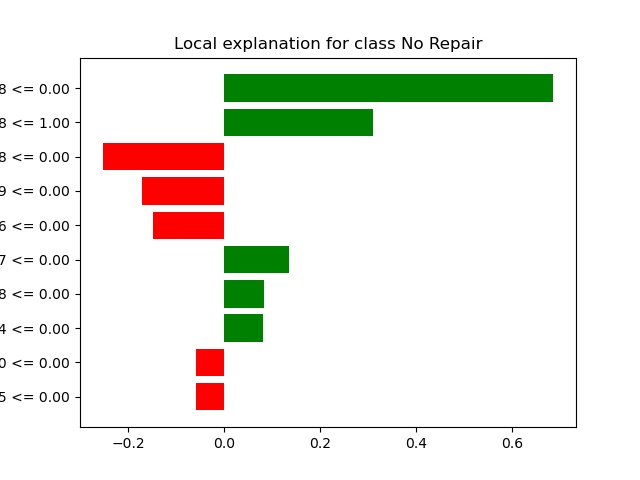 Local explanation for class No Repair
8 <= 0.00
8 <= 1.00
8 <= 0.00
9 <= 0.00
6 <= 0.00
7 <= 0.00
8 <= 0.00
4 <= 0.00
0 <= 0.00
5 <= 0.00
−0.2 0.0 0.2 0.4 0.6